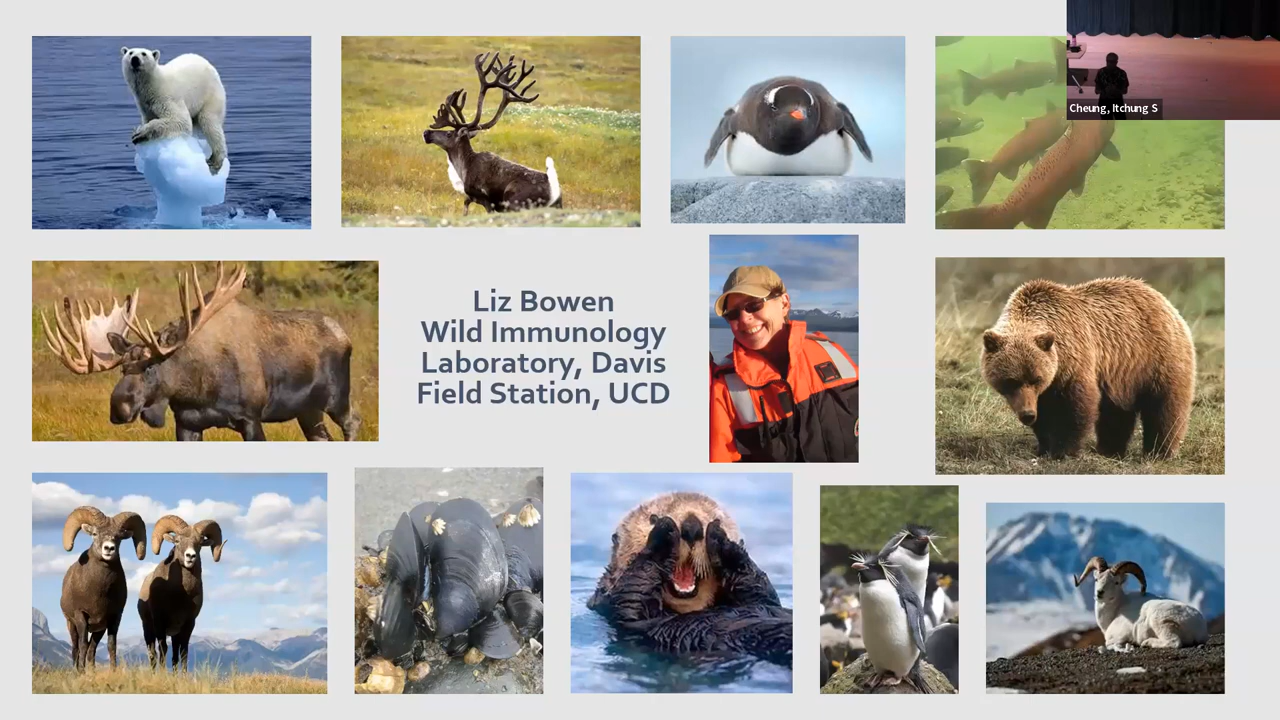 Cheung, Itchung S
Liz Bowen
Wild Immunology
Laboratory, Davis
Field Station, UCD